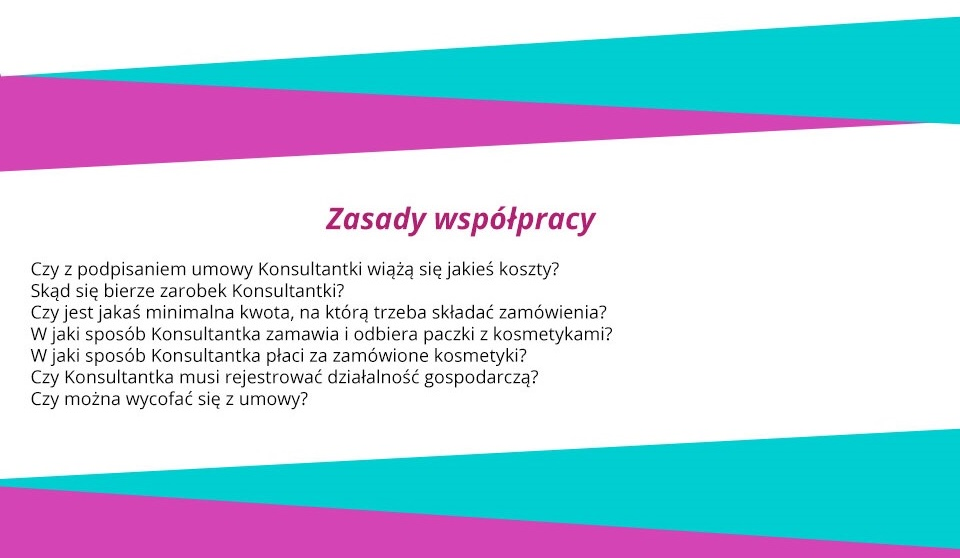 Zasady współpracy
Czy z podpisaniem umowy Konsultantki wiążą się jakieś koszty?
Skąd się bierze zarobek Konsultantki?
Czy jest jakaś minimalna kwota, na którą trzeba składać zamówienia?
W jaki sposób Konsultantka zamawia i odbiera paczki z kosmetykami?
W jaki sposób Konsultantka płaci za zamówione kosmetyki?
Czy Konsultantka musi rejestrować działalność gospodarczą?
Czy można wycofać się z umowy?